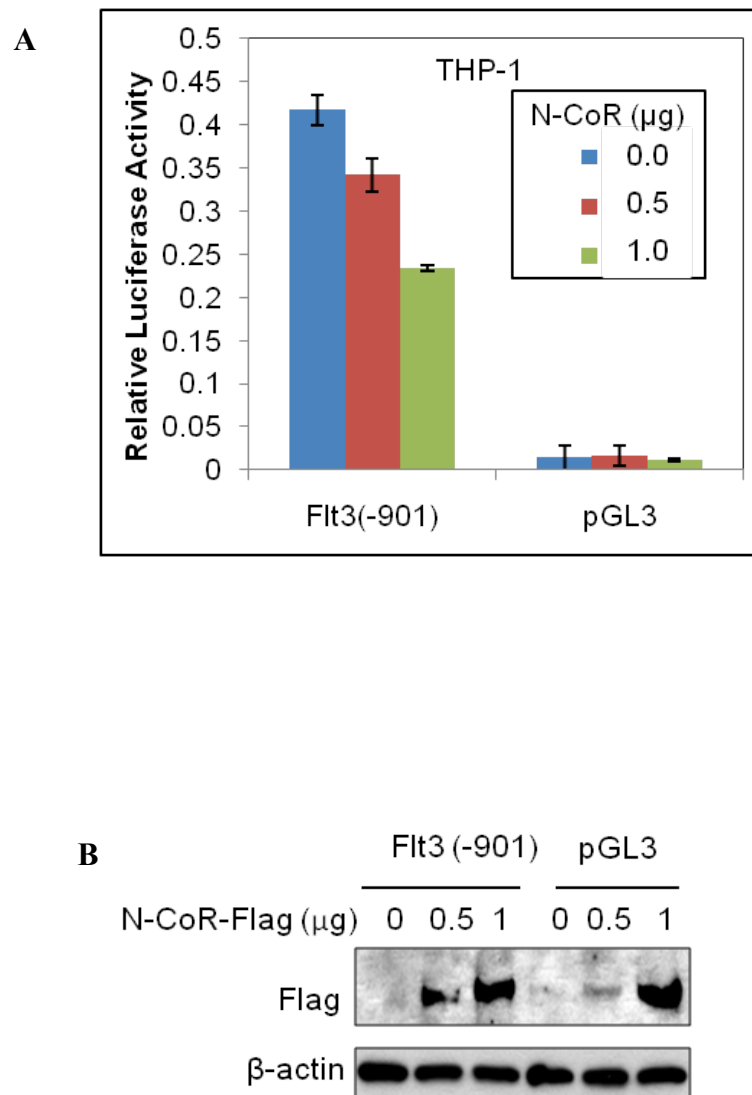 A
0.5
0.45
0.4
0.35
0.3
0.25
0.2
0.15
0.1
0.05
0
Relative Luciferase Activity
THP-1
N-CoR (µg)
0.0
0.5
1.0
Flt3(-901)
pGL3
B
Flt3 (-901) pGL3
N-CoR-Flag (µg) 0 0.5 1 0 0.5 1
Flag
β-actin